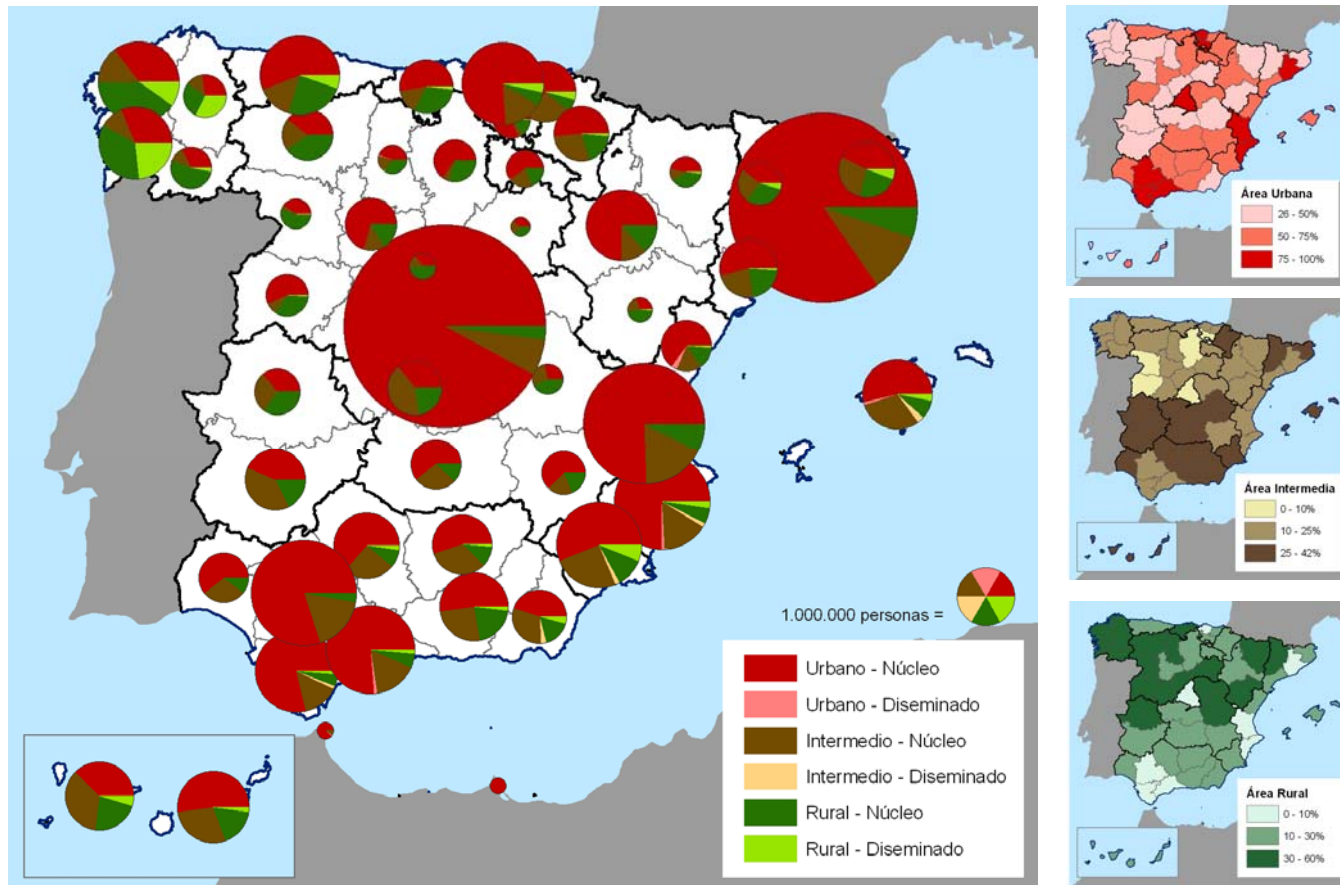 1.000.000 personas =
Urbano - Núcleo
Urbano - Diseminado
Intermedio - Núcleo
Intermedio - Diseminado
Rural - Núcleo
Rural - Diseminado
Área Urbana
26 - 50%
50 - 75%
75 - 100%
Área Intermedia
0 - 10%
10 - 25%
25 - 42%
Área Rural
0 - 10%
10 - 30%
30 - 60%